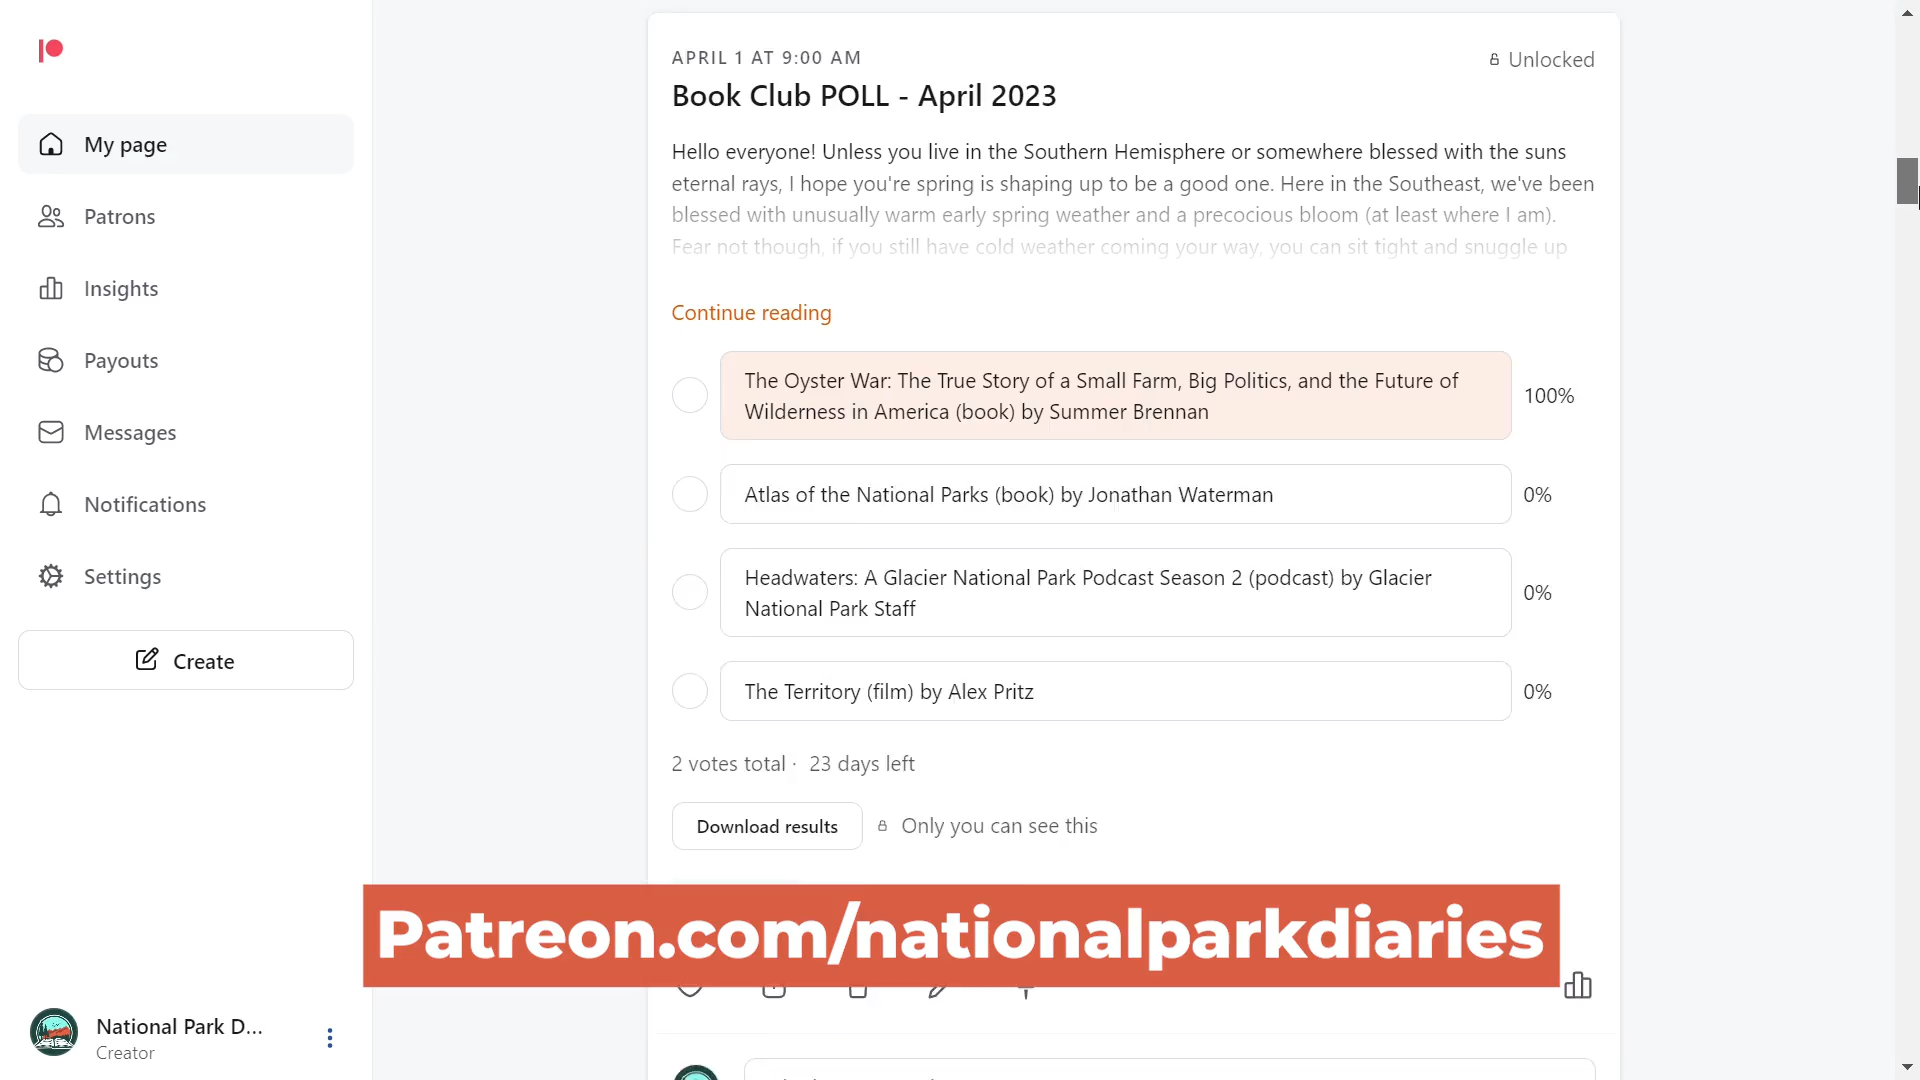 My page
Patrons
Insights
Payouts
Messages
Notifications
Settings
Create
National Park D...
Creator
APRIL 1 AT 9:00 AM
Unlocked
Book Club POLL - April 2023
Hello everyone! Unless you live in the Southern Hemisphere or somewhere blessed with the suns
eternal rays, I hope you're spring is shaping up to be a good one. Here in the Southeast, we've been
blessed with unusually warm early spring weather and a precocious bloom (at least where I am).
Fear not though, if you still have cold weather coming your way, you can sit tight and snuggle up
Continue reading
The Oyster War: The True Story of a Small Farm, Big Politics, and the Future of
Wilderness in America (book) by Summer Brennan
100%
Atlas of the National Parks (book) by Jonathan Waterman
0%
Headwaters: A Glacier National Park Podcast Season 2 (podcast) by Glacier
National Park Staff
0%
The Territory (film) by Alex Pritz
0%
2 votes total · 23 days left
Download results
Only you can see this
Patreon.com/nationalparkdiaries